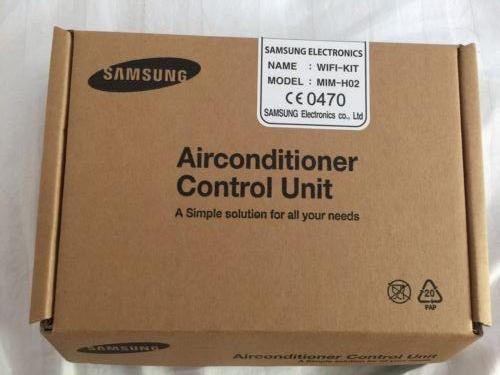 SAMSUNG
SAMSUNG ELECTRONICS
NAME : WIFI-KIT
MODEL : MIM-H02
CE 0470
SAMSUNG Electronics co., Ltd
Airconditioner
Control Unit
A Simple solution for all your needs
20
PAP
SAMSUNG
Airconditioner Control Unit